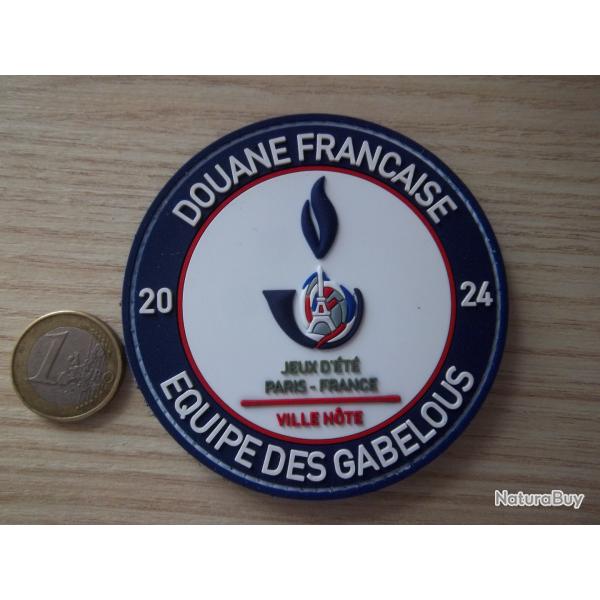 DOUANE FRANCAISE
20 24
JEUX D'ÉTÉ
PARIS - FRANCE
VILLE HÔTE
EQUIPE DES GABELOUS
1
NaturaBuy